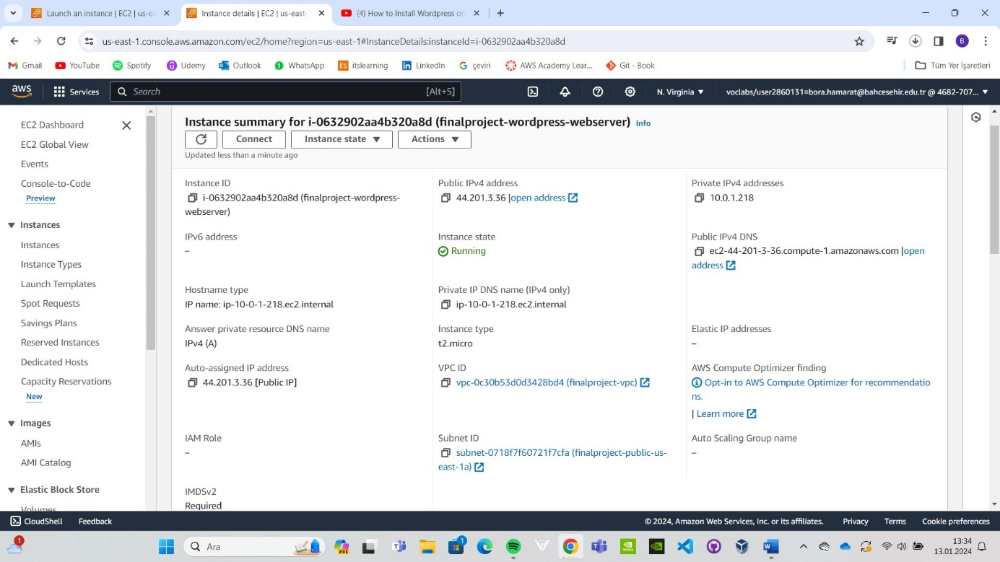 Launch an instance | EC2 | us-ea
Instance details | EC2 | us-east-
(4) How to Install Wordpress on
us-east-1.console.aws.amazon.com/ec2/home?region=us-east-1#InstanceDetails:instanceId=i-0632902aa4b320a8d
B
Gmail
YouTube
Spotify
Udemy
Outlook
WhatsApp
its
itslearning
LinkedIn
çeviri
AWS Academy Lear...
Git - Book
Tüm Yer İşaretleri
aws
Services
Search
[Alt+S]
N. Virginia
voclabs/user2860131=bora.hamarat@bahcesehir.edu.tr @ 4682-707...
EC2 Dashboard
EC2 Global View
Events
Console-to-Code
Preview
Instances
Instances
Instance Types
Launch Templates
Spot Requests
Savings Plans
Reserved Instances
Dedicated Hosts
Capacity Reservations
New
Images
AMIs
AMI Catalog
Elastic Block Store
Volumes
Instance summary for i-0632902aa4b320a8d (finalproject-wordpress-webserver) Info
Connect
Instance state
Actions
Updated less than a minute ago
Instance ID
i-0632902aa4b320a8d (finalproject-wordpress-
webserver)
Public IPv4 address
44.201.3.36 |open address
Private IPv4 addresses
10.0.1.218
IPv6 address
–
Instance state
Running
Public IPv4 DNS
ec2-44-201-3-36.compute-1.amazonaws.com |open
address
Hostname type
IP name: ip-10-0-1-218.ec2.internal
Private IP DNS name (IPv4 only)
ip-10-0-1-218.ec2.internal
Answer private resource DNS name
IPv4 (A)
Instance type
t2.micro
Elastic IP addresses
–
Auto-assigned IP address
44.201.3.36 [Public IP]
VPC ID
vpc-0c30b53d0d3428bd4 (finalproject-vpc)
AWS Compute Optimizer finding
Opt-in to AWS Compute Optimizer for recommendatio
ns.
| Learn more
IAM Role
–
Subnet ID
subnet-0718f7f60721f7cfa (finalproject-public-us-
east-1a)
Auto Scaling Group name
–
IMDSv2
Required
CloudShell
Feedback
© 2024, Amazon Web Services, Inc. or its affiliates.
Privacy
Terms
Cookie preferences
1
Ara
PRE
1
13:34
13.01.2024